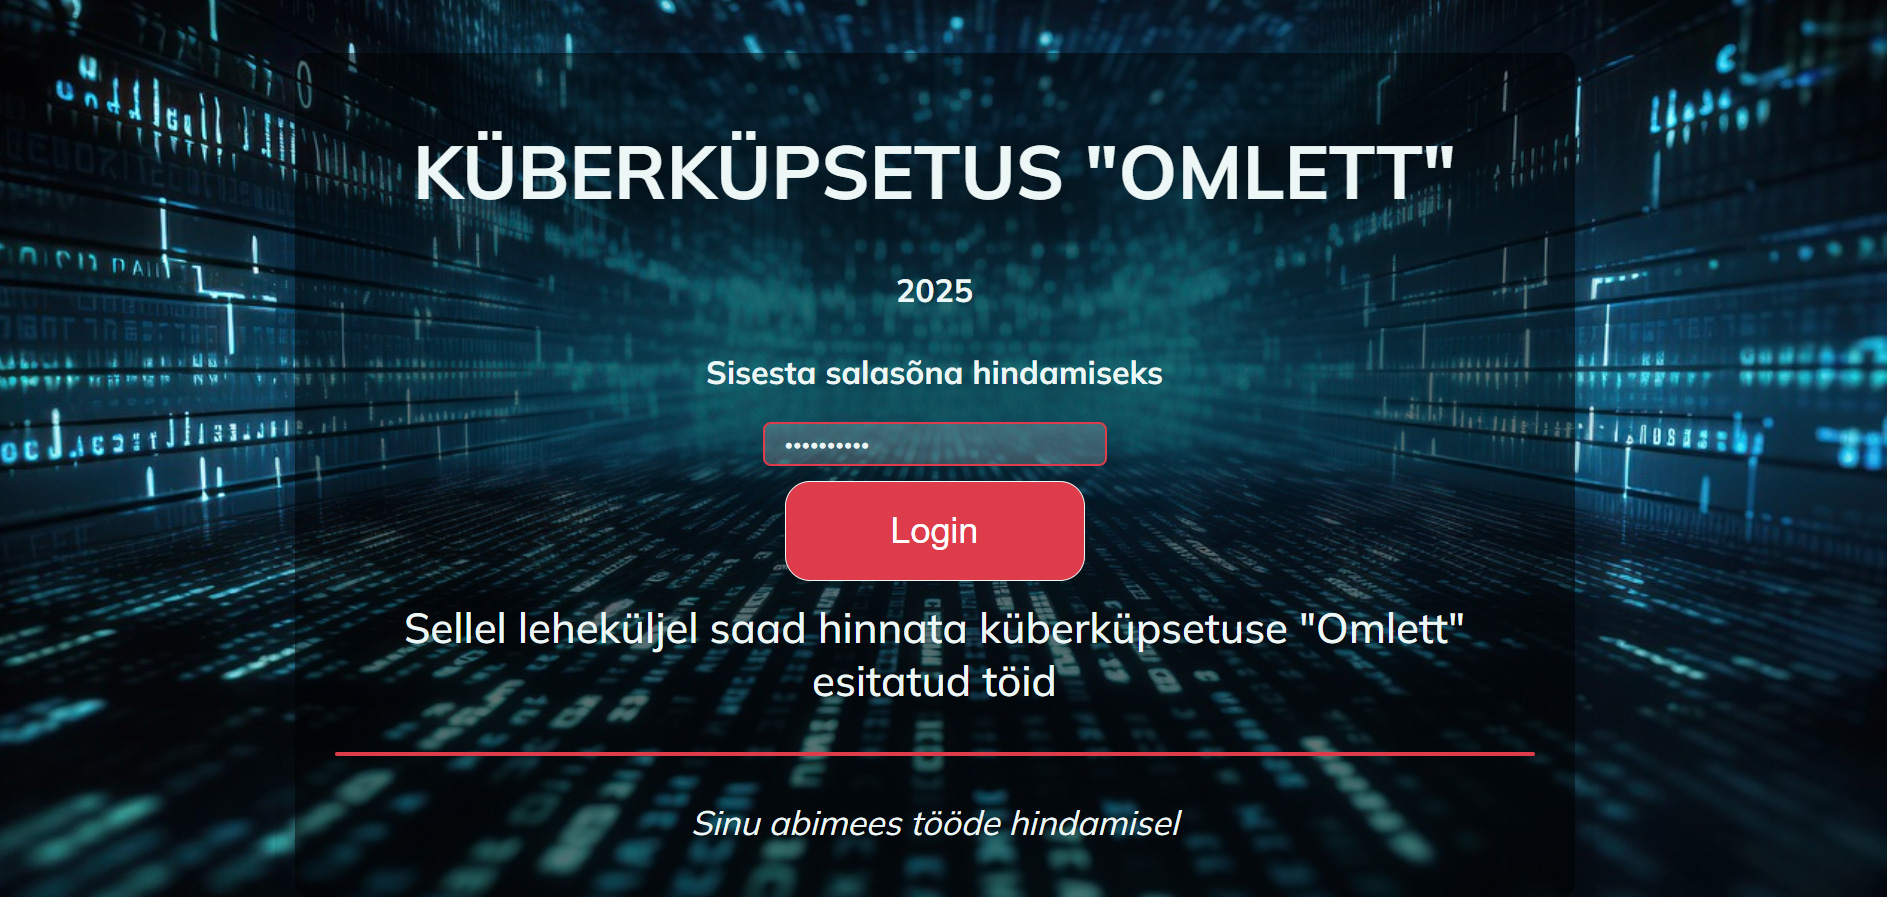 KÜBERKÜPSETUS "OMLETT"
2025
Sisesta salasõna hindamiseks
••••••••••
Login
Sellel leheküljel saad hinnata küberküpsetuse "Omlett"
esitatud töid
Sinu abimees tööde hindamisel